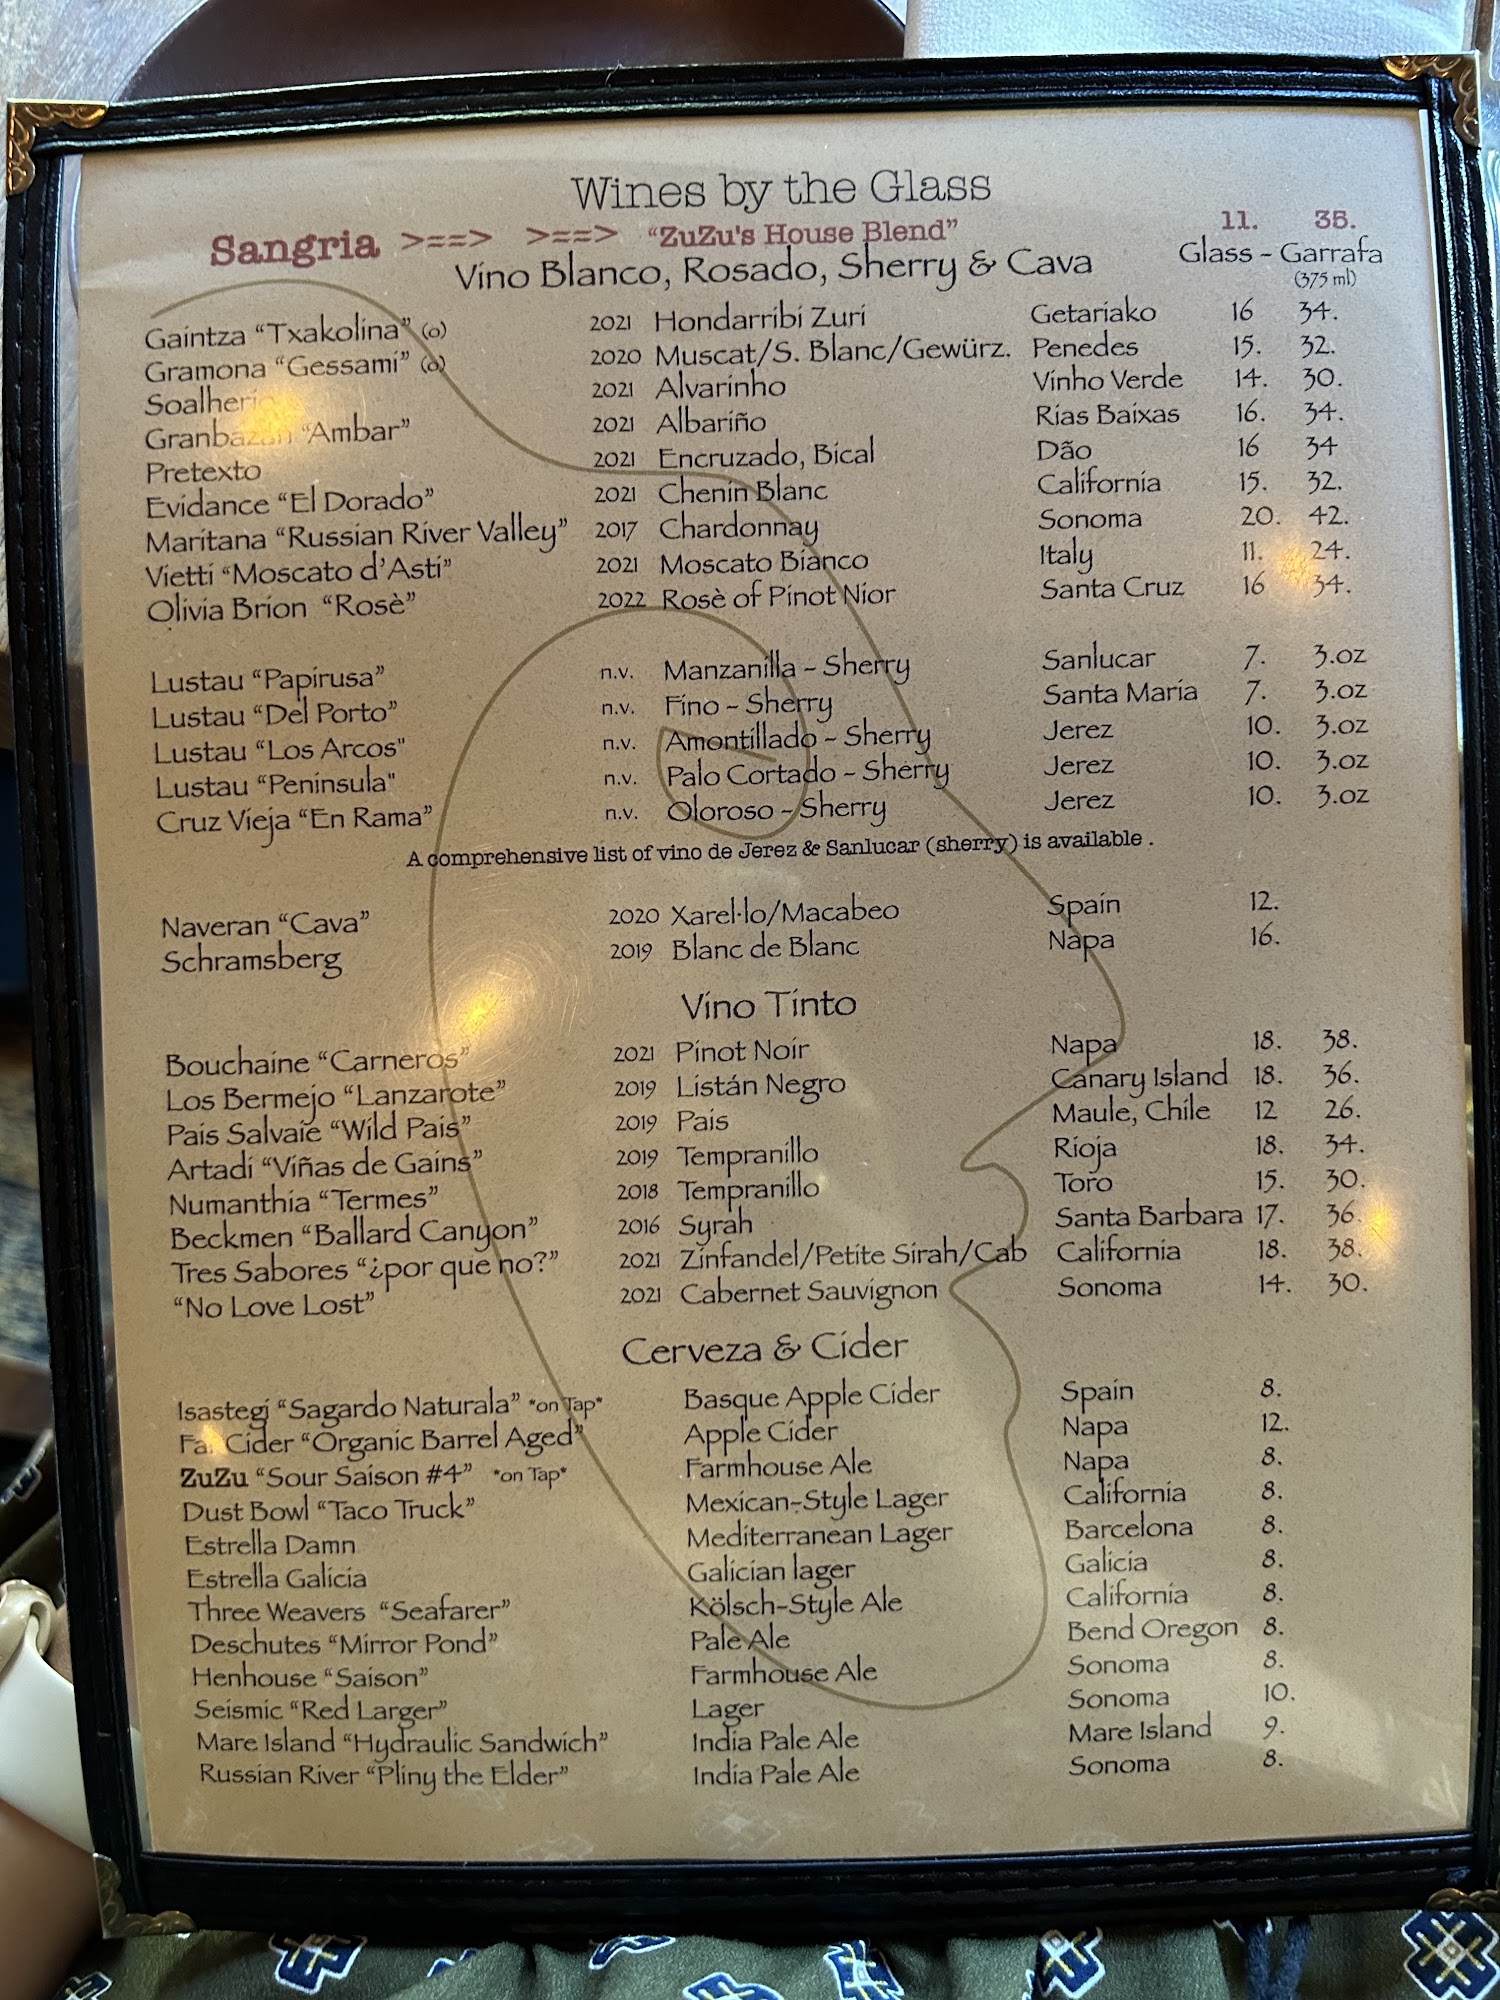 Wines by the Glass
Sangria >==> >==> "ZuZu's House Blend" 11. 35.
Vino Blanco, Rosado, Sherry & Cava Glass - Garrafa
(375 ml)
Gaintza "Txakolina" (o) 2021 Hondarribi Zuri Getariako 16 34.
Gramona "Gessami" (o) 2020 Muscat/S. Blanc/Gewürz. Penedes 15. 32.
2021 Alvarinho Vinho Verde 14. 30.
"Ambar" 2021 Albariño Rias Baixas 16. 34.
Pretexto 2021 Encruzado, Bical Dão 16 34
Evidance "El Dorado" 2021 Chenin Blanc California 15. 32.
Maritana "Russian River Valley" 2017 Chardonnay Sonoma 20. 42.
Vietti "Moscato d'Asti" 2021 Moscato Bianco Italy 11. 24.
Olivia Brion "Rosè" 2022 Rosè of Pinot Nior Santa Cruz 16 34.
Lustau "Papirusa" n.v. Manzanilla - Sherry Sanlucar 7. 3.oz
Lustau "Del Porto" n.v. Fino - Sherry Santa Maria 7. 3.oz
Lustau "Los Arcos" n.v. Amontillado - Sherry Jerez 10. 3.oz
Lustau "Peninsula" n.v. Palo Cortado - Sherry Jerez 10. 3.oz
Cruz Vieja "En Rama" n.v. Oloroso - Sherry Jerez 10. 3.oz
A comprehensive list of vino de Jerez & Sanlucar (sherry) is available .
Naveran "Cava" 2020 Xarel·lo/Macabeo Spain 12.
Schramsberg 2019 Blanc de Blanc Napa 16.
Vino Tinto
Bouchaine "Carneros" 2021 Pinot Noir Napa 18. 38.
Los Bermejo "Lanzarote" 2019 Listán Negro Canary Island 18. 36.
Pais Salvaie "Wild Pais" 2019 Pais Maule, Chile 12 26.
Artadi "Viñas de Gains" 2019 Tempranillo Rioja 18. 34.
Numanthia "Termes" 2018 Tempranillo Toro 15. 30.
Beckmen "Ballard Canyon" 2016 Syrah Santa Barbara 17. 36.
Tres Sabores "¿por que no?" 2021 Zinfandel/Petite Sirah/Cab California 18. 38.
"No Love Lost" 2021 Cabernet Sauvignon Sonoma 14. 30.
Cerveza & Cider
Isastegi "Sagardo Naturala" *on Tap* Basque Apple Cider Spain 8.
Cider "Organic Barrel Aged" Apple Cider Napa 12.
ZuZu "Sour Saison #4" *on Tap* Farmhouse Ale Napa 8.
Dust Bowl "Taco Truck" Mexican-Style Lager California 8.
Estrella Damn Mediterranean Lager Barcelona 8.
Estrella Galicia Galician lager Galicia 8.
Three Weavers "Seafarer" Kölsch-Style Ale California 8.
Deschutes "Mirror Pond" Pale Ale Bend Oregon 8.
Henhouse "Saison" Farmhouse Ale Sonoma 8.
Seismic "Red Larger" Lager Sonoma 10.
Mare Island "Hydraulic Sandwich" India Pale Ale Mare Island 9.
Russian River "Pliny the Elder" India Pale Ale Sonoma 8.